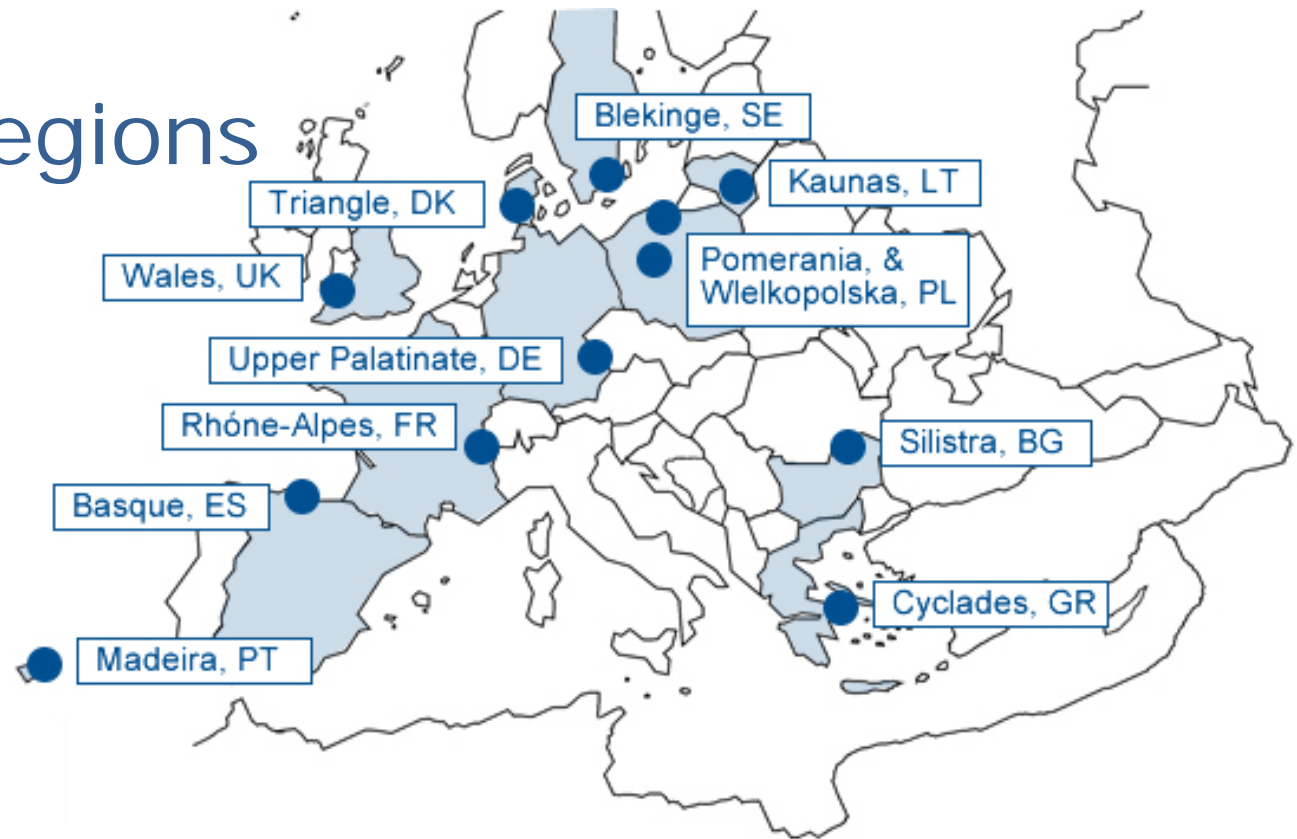 egions
Blekinge, SE
Kaunas, LT
Triangle, DK
Pomerania, &
Wlelkopolska, PL
Wales, UK
Upper Palatinate, DE
Rhóne-Alpes, FR
Silistra, BG
Basque, ES
Cyclades, GR
Madeira, PT